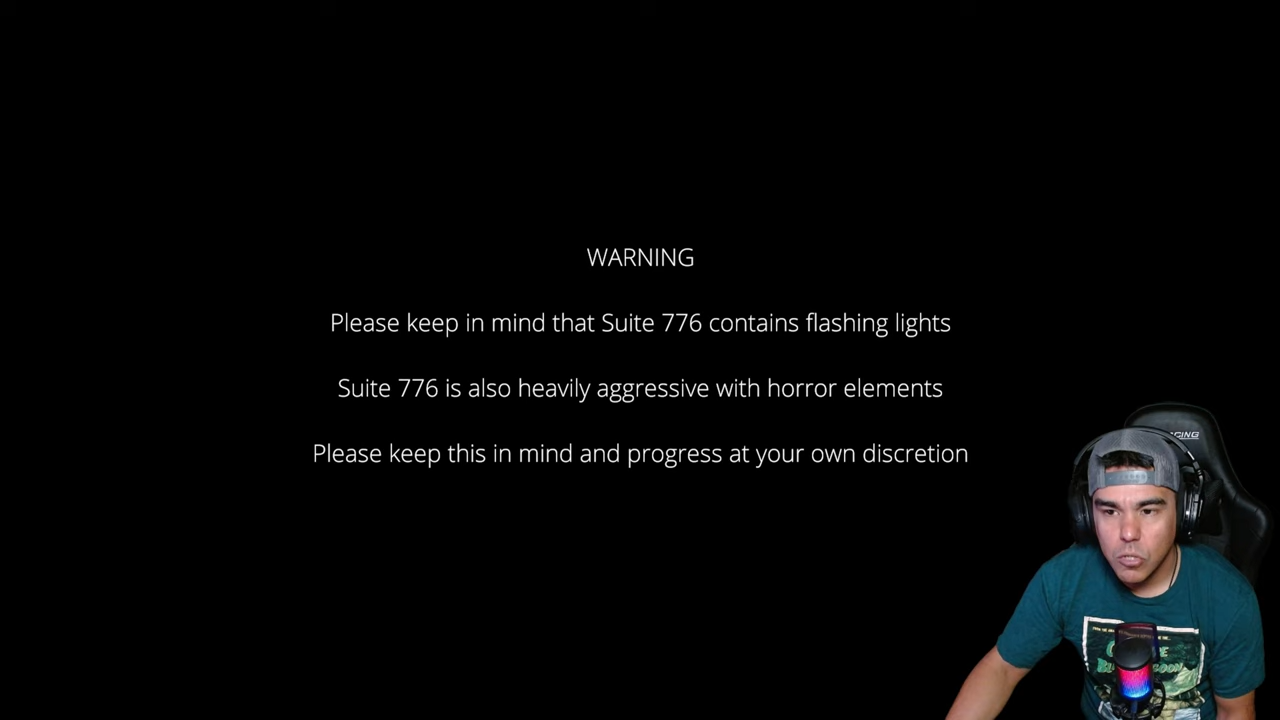 WARNING
Please keep in mind that Suite 776 contains flashing lights
Suite 776 is also heavily aggressive with horror elements
Please keep this in mind and progress at your own discretion